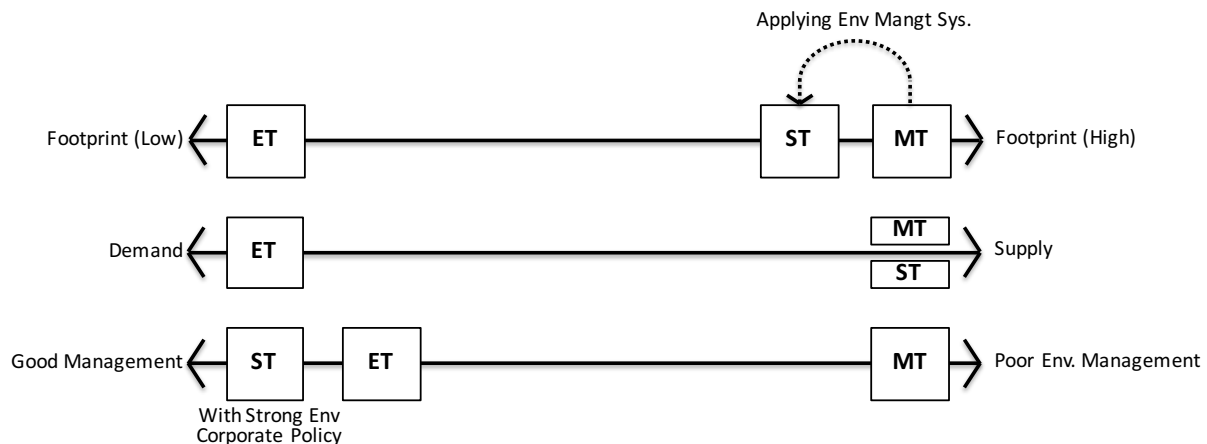 Applying Env Mangt Sys.
Footprint (Low)
ET
ST
MT
Footprint (High)
Demand
ET
MT
ST
Supply
Good Management
ST
ET
MT
Poor Env. Management
With Strong Env
Corporate Policy